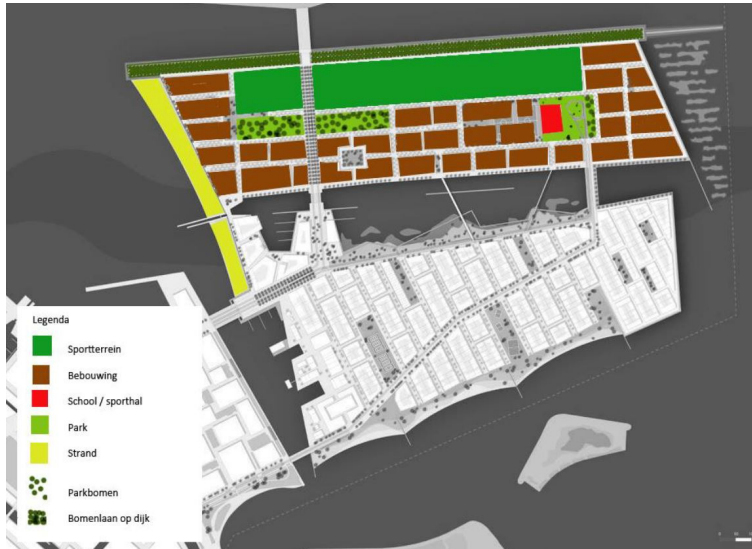 Legenda
Sportterrein
Bebouwing
School / sporthal
Park
Strand
Parkbomen
Bomenlaan op dijk